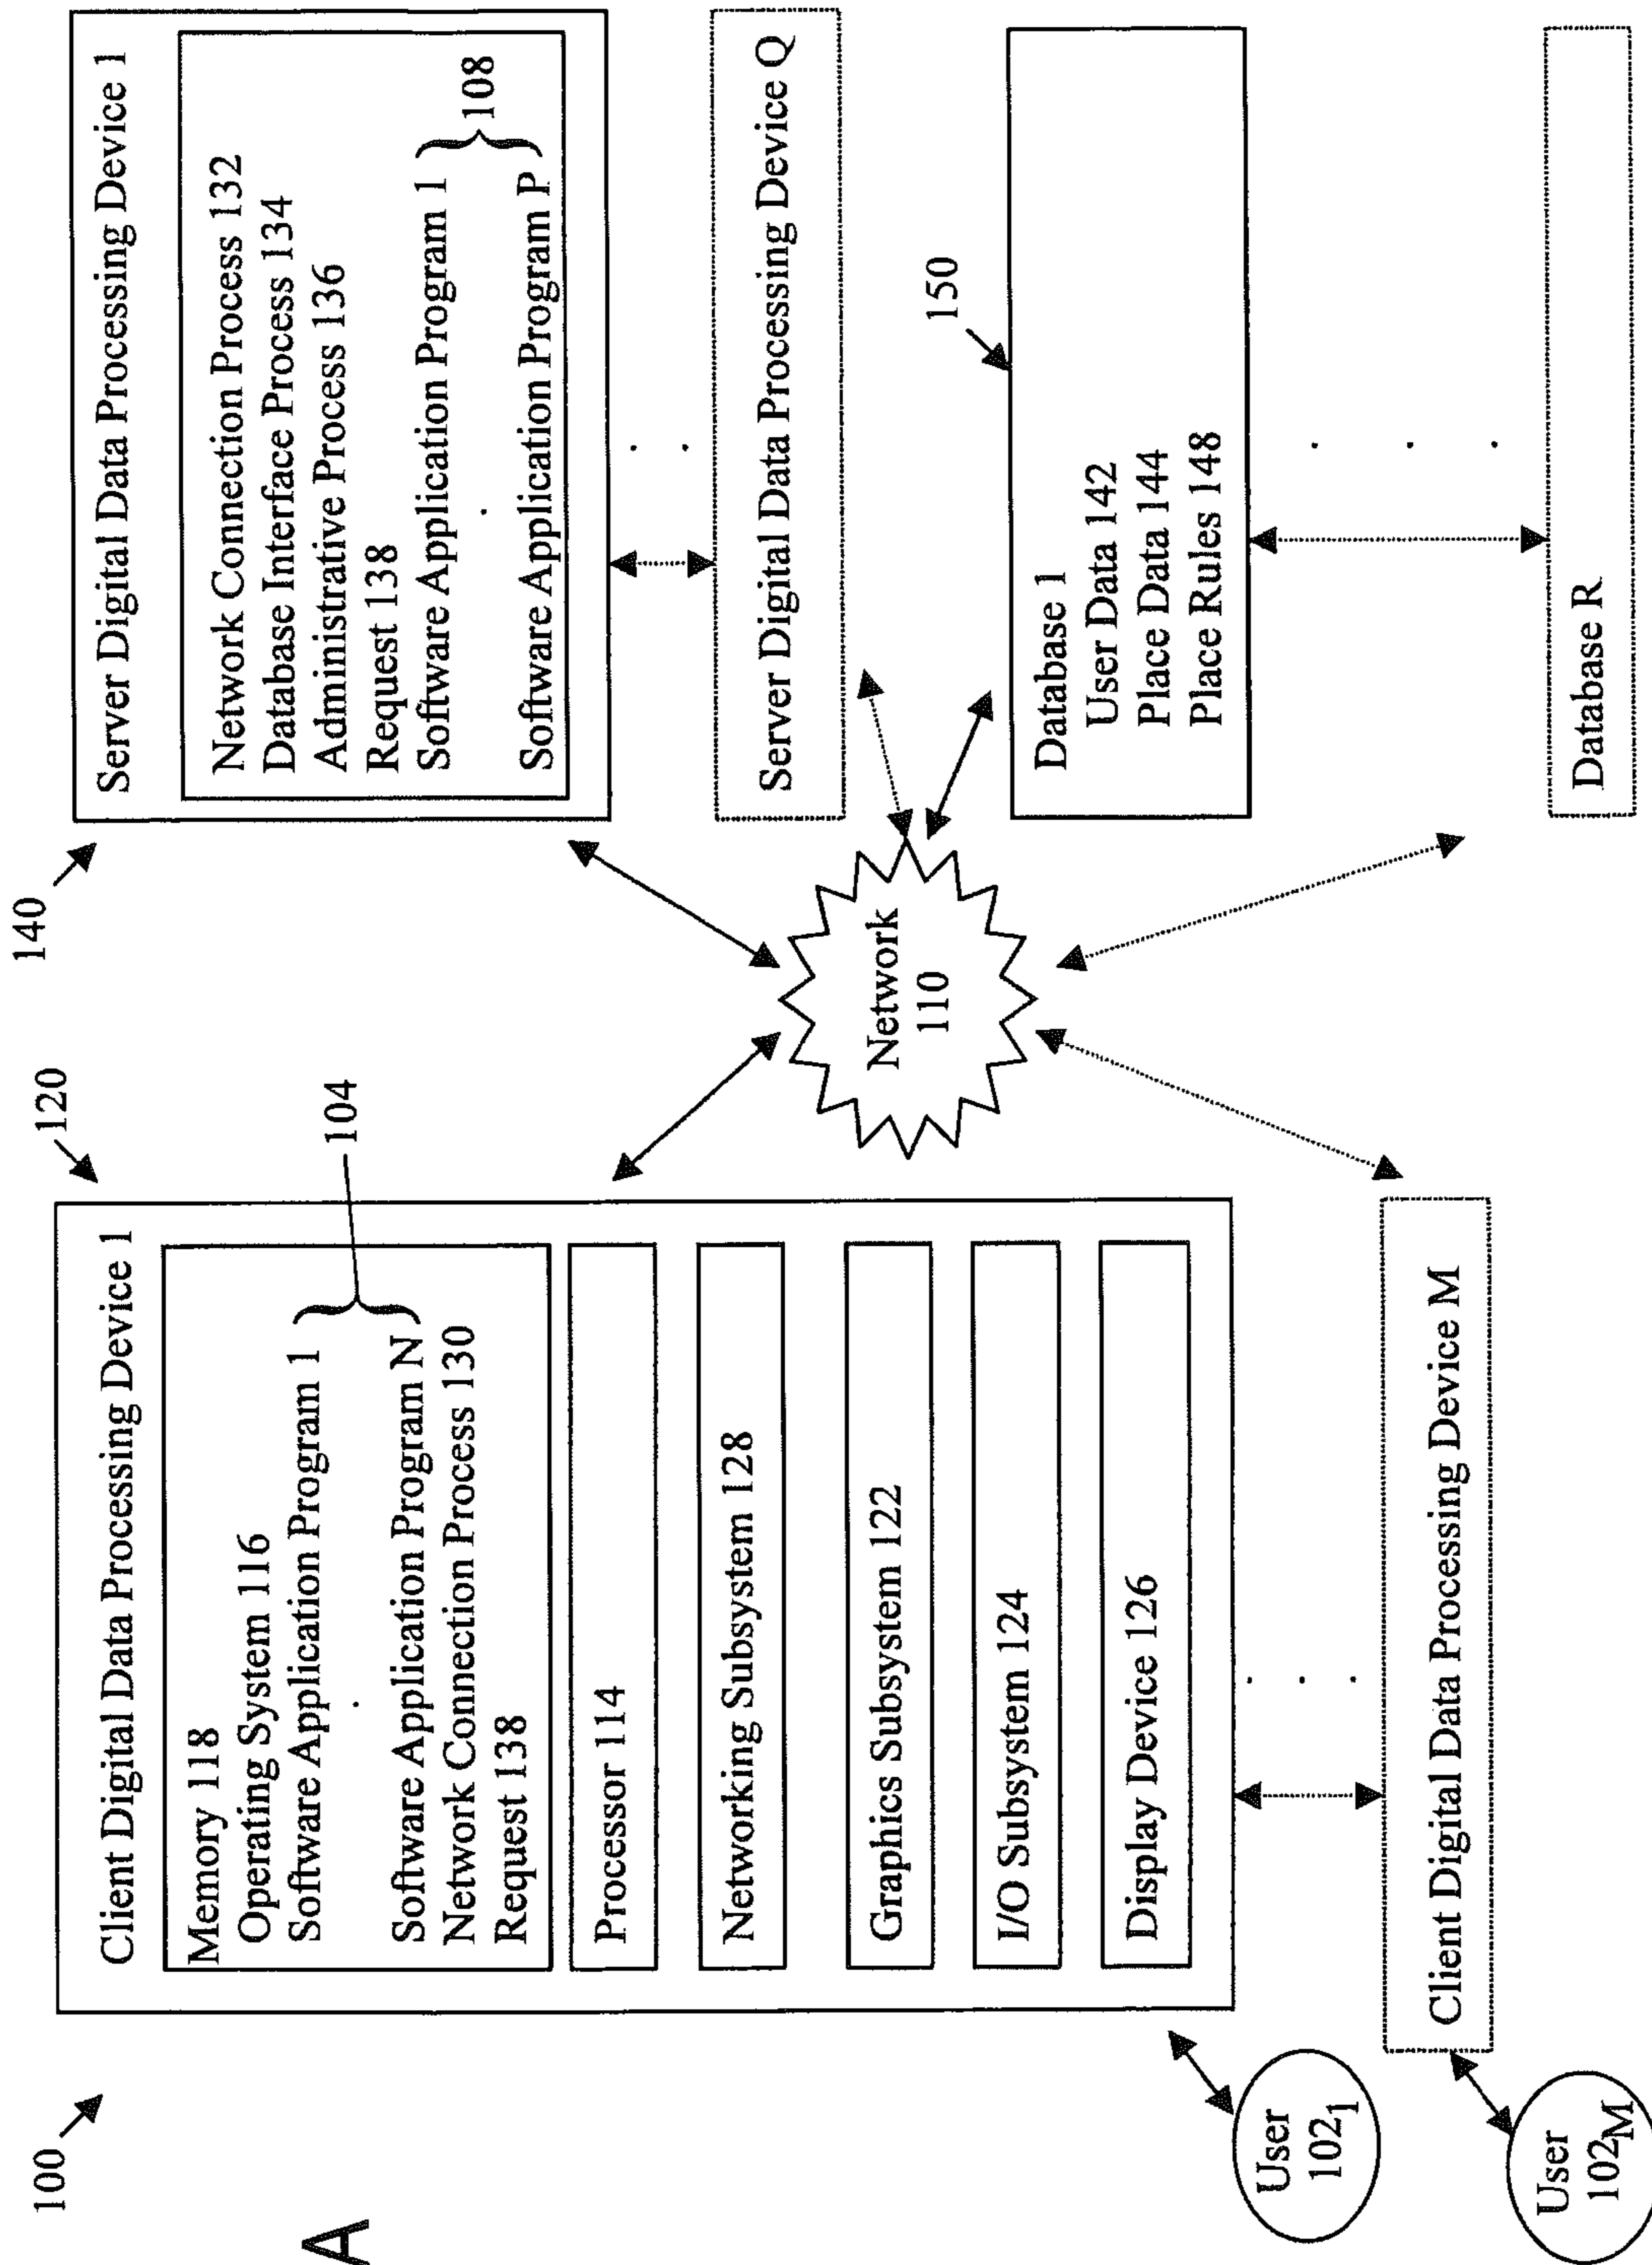 100
120
140
Client Digital Data Processing Device 1
Memory 118
Operating System 116
Software Application Program 1
.
Software Application Program N
104
Network Connection Process 130
Request 138
Processor 114
Networking Subsystem 128
Graphics Subsystem 122
I/O Subsystem 124
Display Device 126
. . .
Client Digital Data Processing Device M
User
102₁
User
102M
Network
110
Server Digital Data Processing Device 1
Network Connection Process 132
Database Interface Process 134
Administrative Process 136
Request 138
Software Application Program 1
.
Software Application Program P
108
. .
Server Digital Data Processing Device Q
150
Database 1
User Data 142
Place Data 144
Place Rules 148
. . .
Database R
A